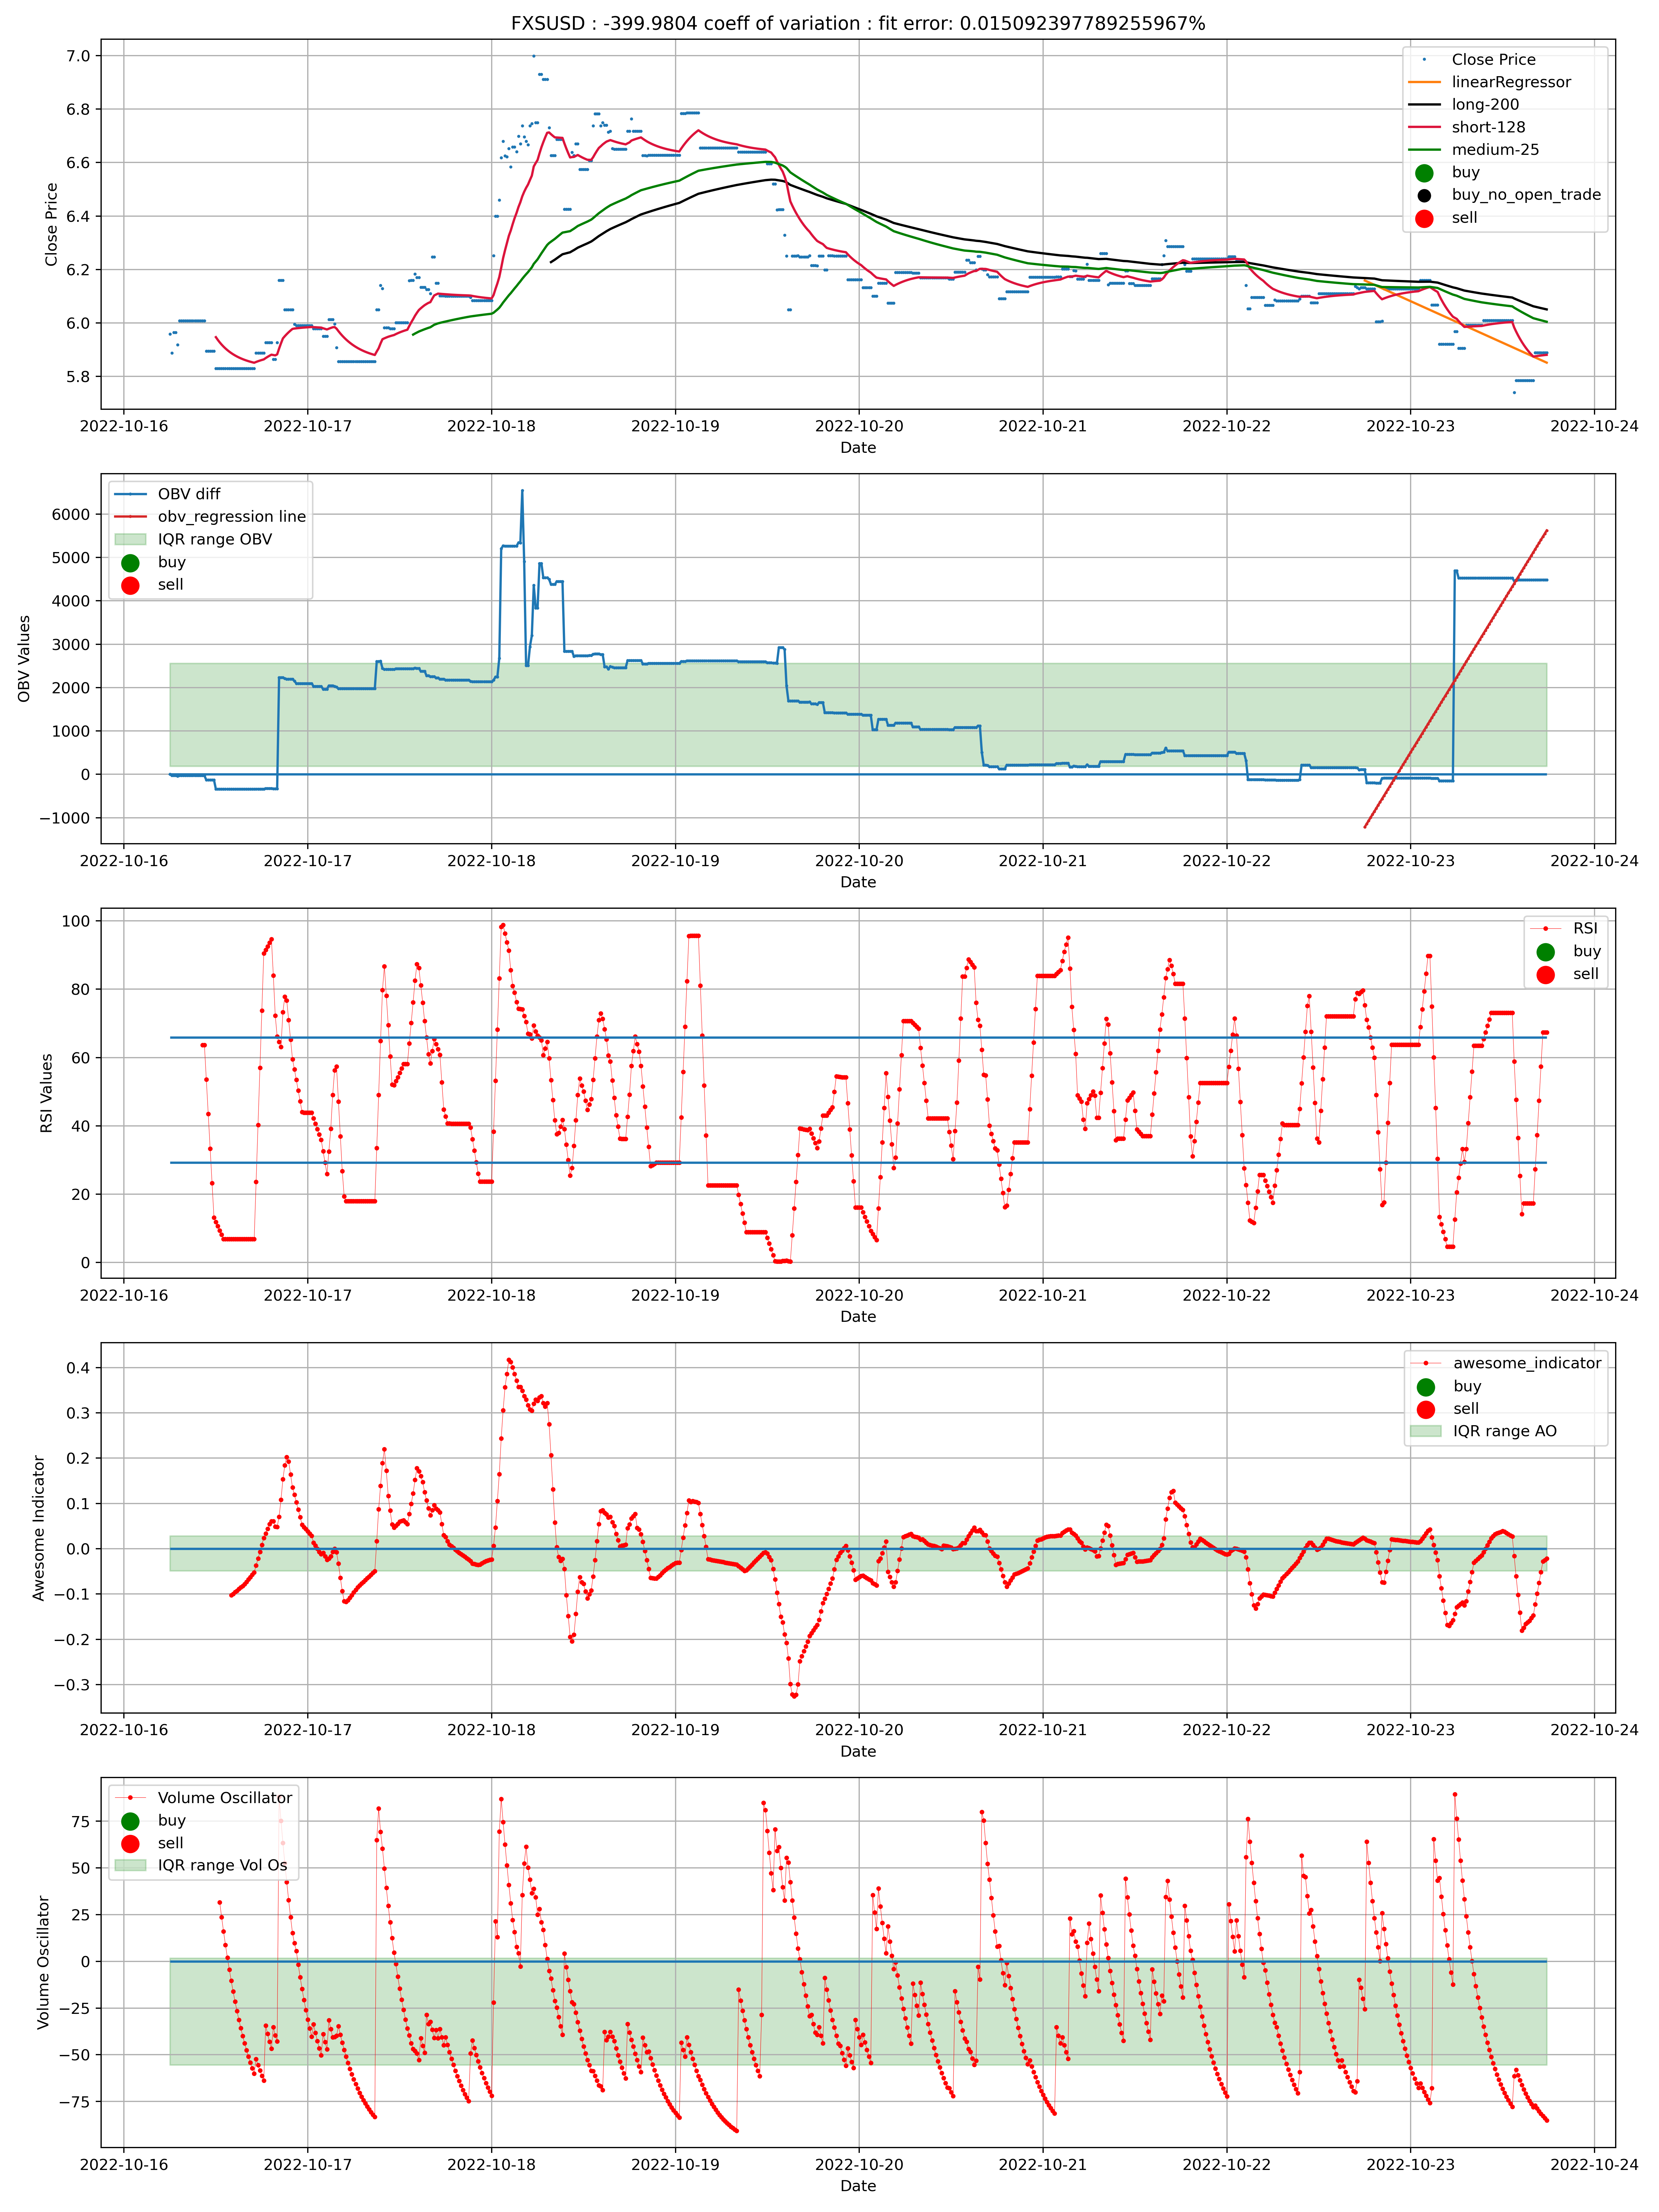 FXSUSD : -399.9804 coeff of variation : fit error: 0.015092397789255967%
Close Price
7.0
6.8
6.6
6.4
6.2
6.0
5.8
Close Price
linearRegressor
long-200
short-128
medium-25
buy
buy_no_open_trade
sell
2022-10-16 2022-10-17 2022-10-18 2022-10-19 2022-10-20 2022-10-21 2022-10-22 2022-10-23 2022-10-24
Date
OBV Values
6000
5000
4000
3000
2000
1000
0
−1000
OBV diff
obv_regression line
IQR range OBV
buy
sell
2022-10-16 2022-10-17 2022-10-18 2022-10-19 2022-10-20 2022-10-21 2022-10-22 2022-10-23 2022-10-24
Date
RSI Values
100
80
60
40
20
0
RSI
buy
sell
2022-10-16 2022-10-17 2022-10-18 2022-10-19 2022-10-20 2022-10-21 2022-10-22 2022-10-23 2022-10-24
Date
Awesome Indicator
0.4
0.3
0.2
0.1
0.0
−0.1
−0.2
−0.3
awesome_indicator
buy
sell
IQR range AO
2022-10-16 2022-10-17 2022-10-18 2022-10-19 2022-10-20 2022-10-21 2022-10-22 2022-10-23 2022-10-24
Date
Volume Oscillator
75
50
25
0
−25
−50
−75
Volume Oscillator
buy
sell
IQR range Vol Os
2022-10-16 2022-10-17 2022-10-18 2022-10-19 2022-10-20 2022-10-21 2022-10-22 2022-10-23 2022-10-24
Date